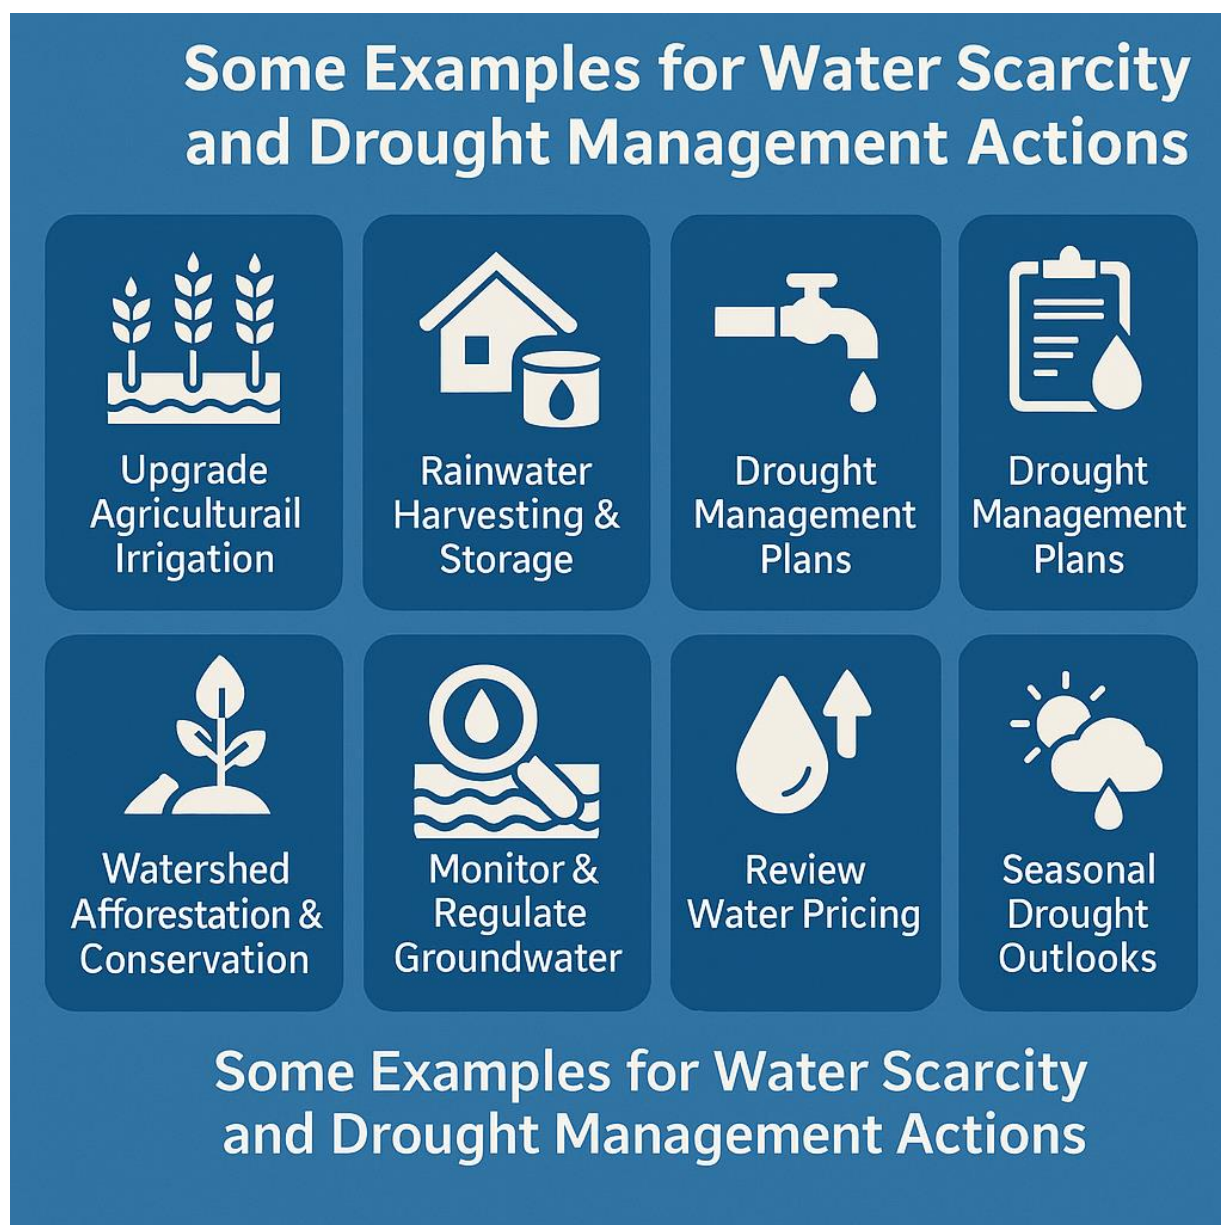 Some Examples for Water Scarcity
and Drought Management Actions
Upgrade
Agriculturail
Irrigation
Rainwater
Harvesting &
Storage
Drought
Management
Plans
Drought
Management
Plans
Watershed
Afforestation &
Conservation
Monitor &
Regulate
Groundwater
Review
Water Pricing
Seasonal
Drought
Outlooks
Some Examples for Water Scarcity
and Drought Management Actions